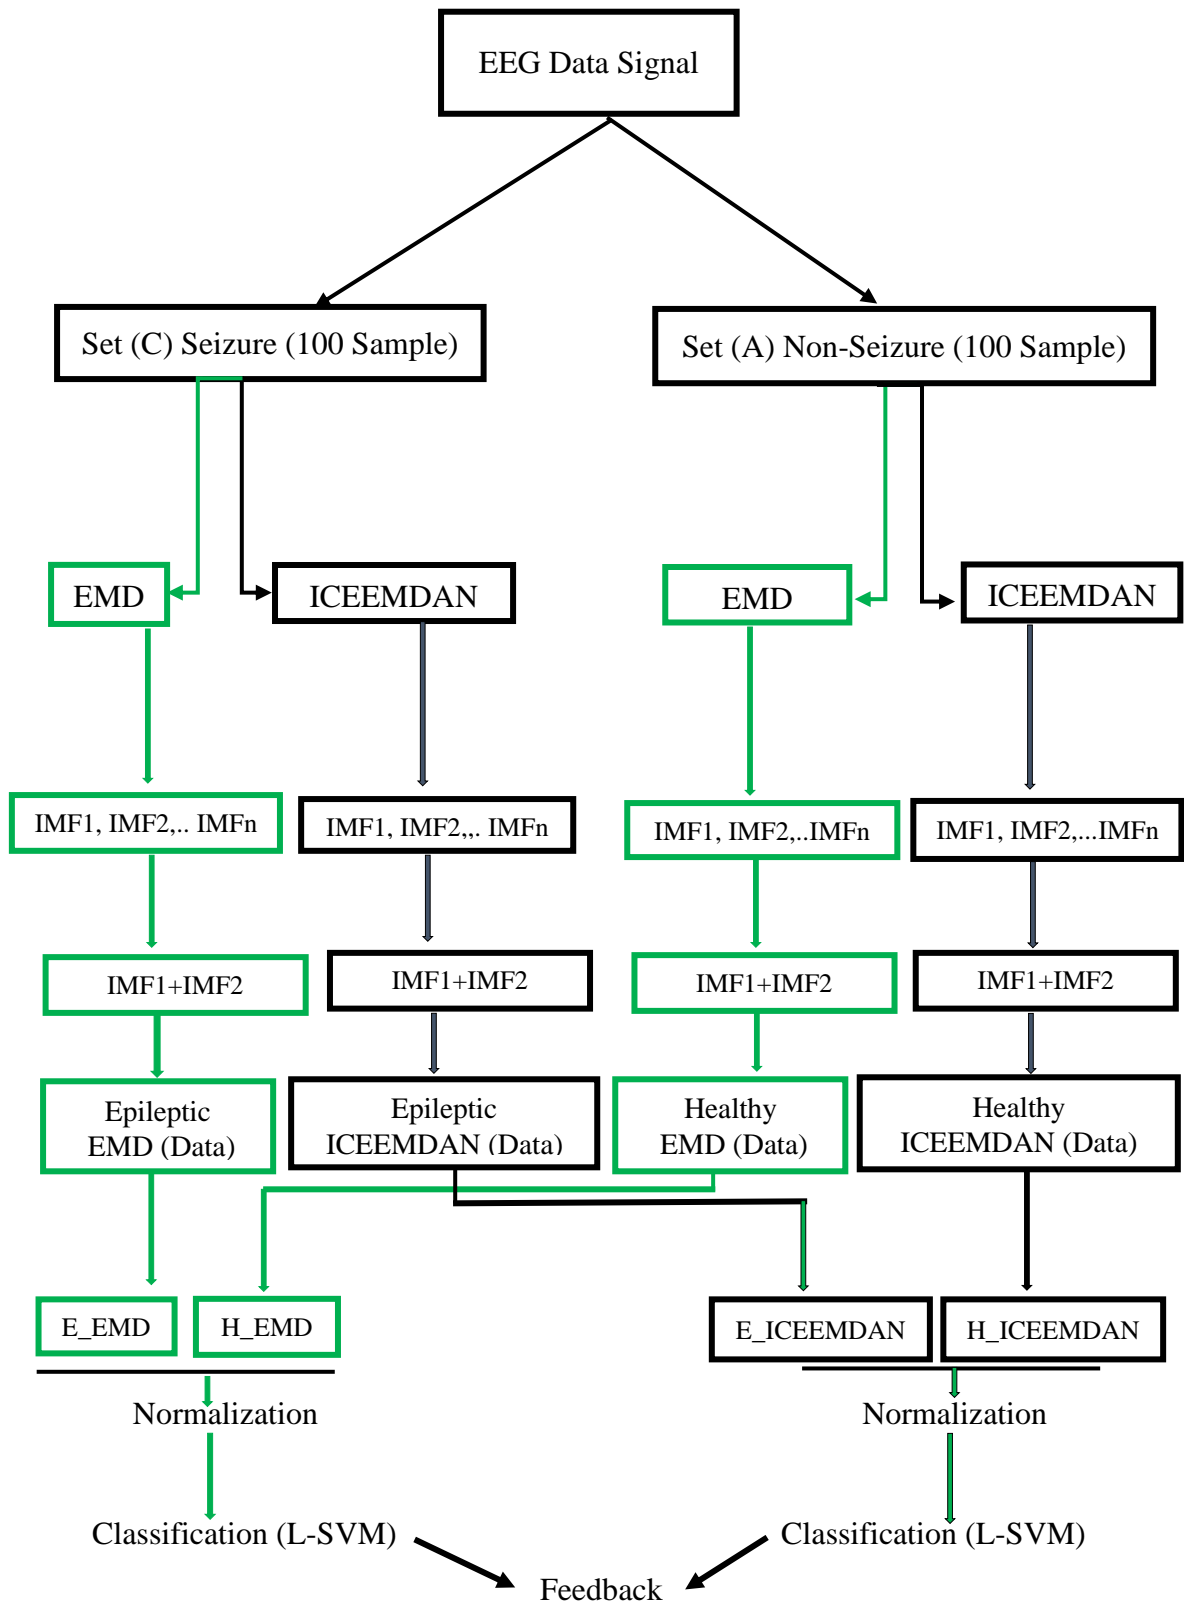 EEG Data Signal
Set (C) Seizure (100 Sample)
Set (A) Non-Seizure (100 Sample)
EMD
ICEEMDAN
EMD
ICEEMDAN
IMF1, IMF2,.. IMFn
IMF1, IMF2,,. IMFn
IMF1, IMF2,..IMFn
IMF1, IMF2,...IMFn
IMF1+IMF2
IMF1+IMF2
IMF1+IMF2
IMF1+IMF2
Epileptic
EMD (Data)
Epileptic
ICEEMDAN (Data)
Healthy
EMD (Data)
Healthy
ICEEMDAN (Data)
E_EMD
H_EMD
E_ICEEMDAN
H_ICEEMDAN
Normalization
Normalization
Classification (L-SVM)
Classification (L-SVM)
Feedback